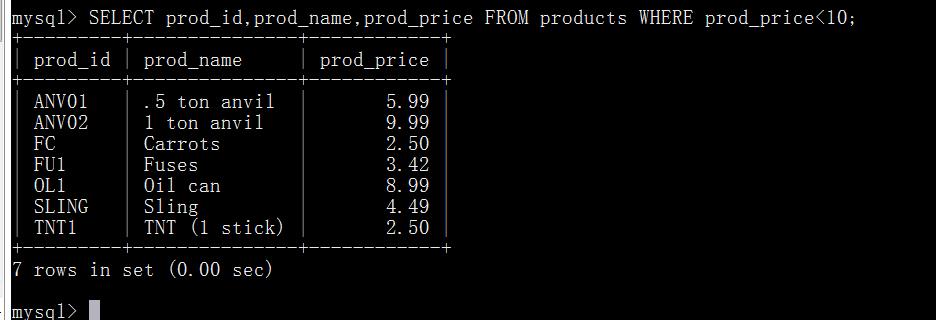 mysql> SELECT prod_id,prod_name,prod_price FROM products WHERE prod_price<10;
+---------+----------------+------------+
| prod_id | prod_name      | prod_price |
+---------+----------------+------------+
| ANV01   | .5 ton anvil   |       5.99 |
| ANV02   | 1 ton anvil    |       9.99 |
| FC      | Carrots        |       2.50 |
| FU1     | Fuses          |       3.42 |
| OL1     | Oil can        |       8.99 |
| SLING   | Sling          |       4.49 |
| TNT1    | TNT (1 stick)  |       2.50 |
+---------+----------------+------------+
7 rows in set (0.00 sec)
mysql>